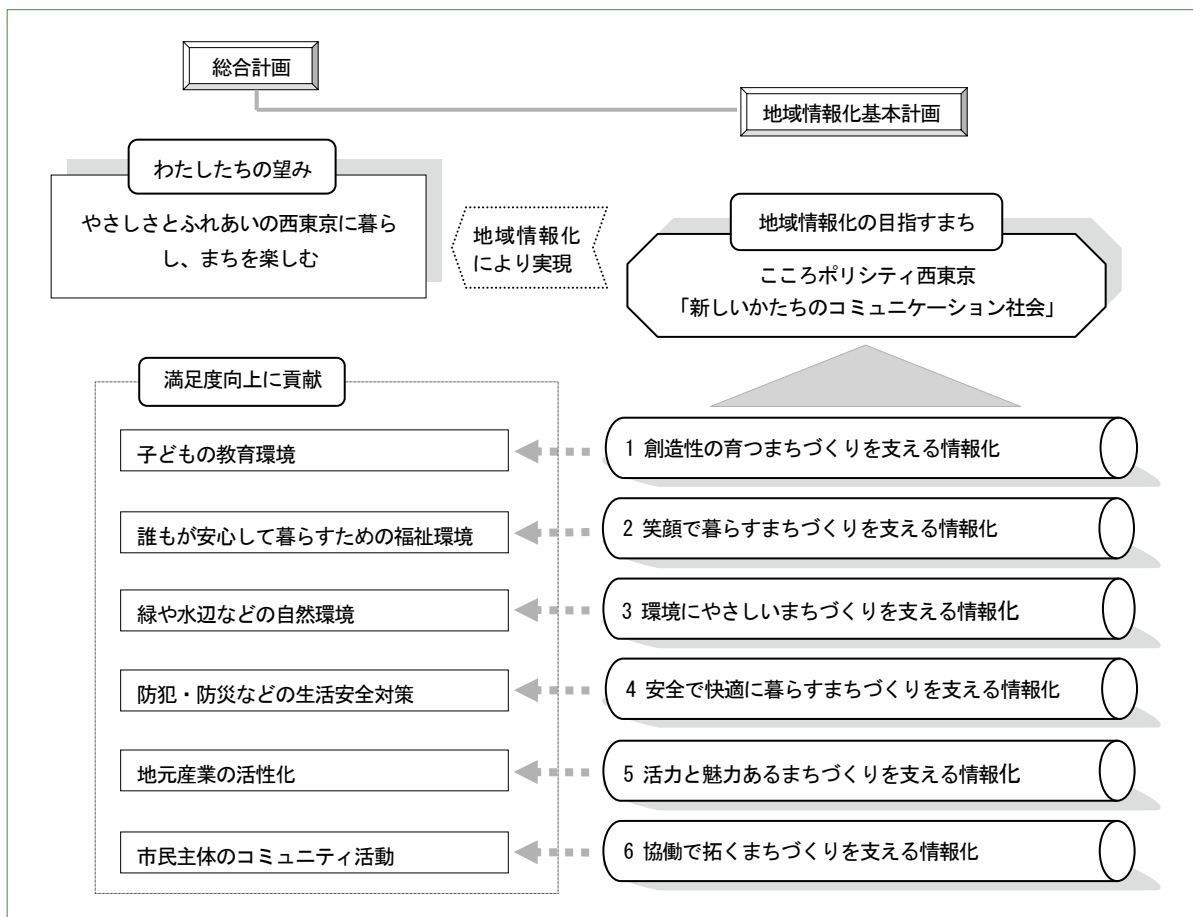 総合計画
地域情報化基本計画
わたしたちの望み
やさしさとふれあいの西東京に暮ら
し、まちを楽しむ
地域情報化
により実現
地域情報化の目指すまち
こころポリシティ西東京
「新しいかたちのコミュニケーション社会」
満足度向上に貢献
子どもの教育環境
1 創造性の育つまちづくりを支える情報化
誰もが安心して暮らすための福祉環境
2 笑顔で暮らすまちづくりを支える情報化
緑や水辺などの自然環境
3 環境にやさしいまちづくりを支える情報化
防犯・防災などの生活安全対策
4 安全で快適に暮らすまちづくりを支える情報化
地元産業の活性化
5 活力と魅力あるまちづくりを支える情報化
市民主体のコミュニティ活動
6 協働で拓くまちづくりを支える情報化